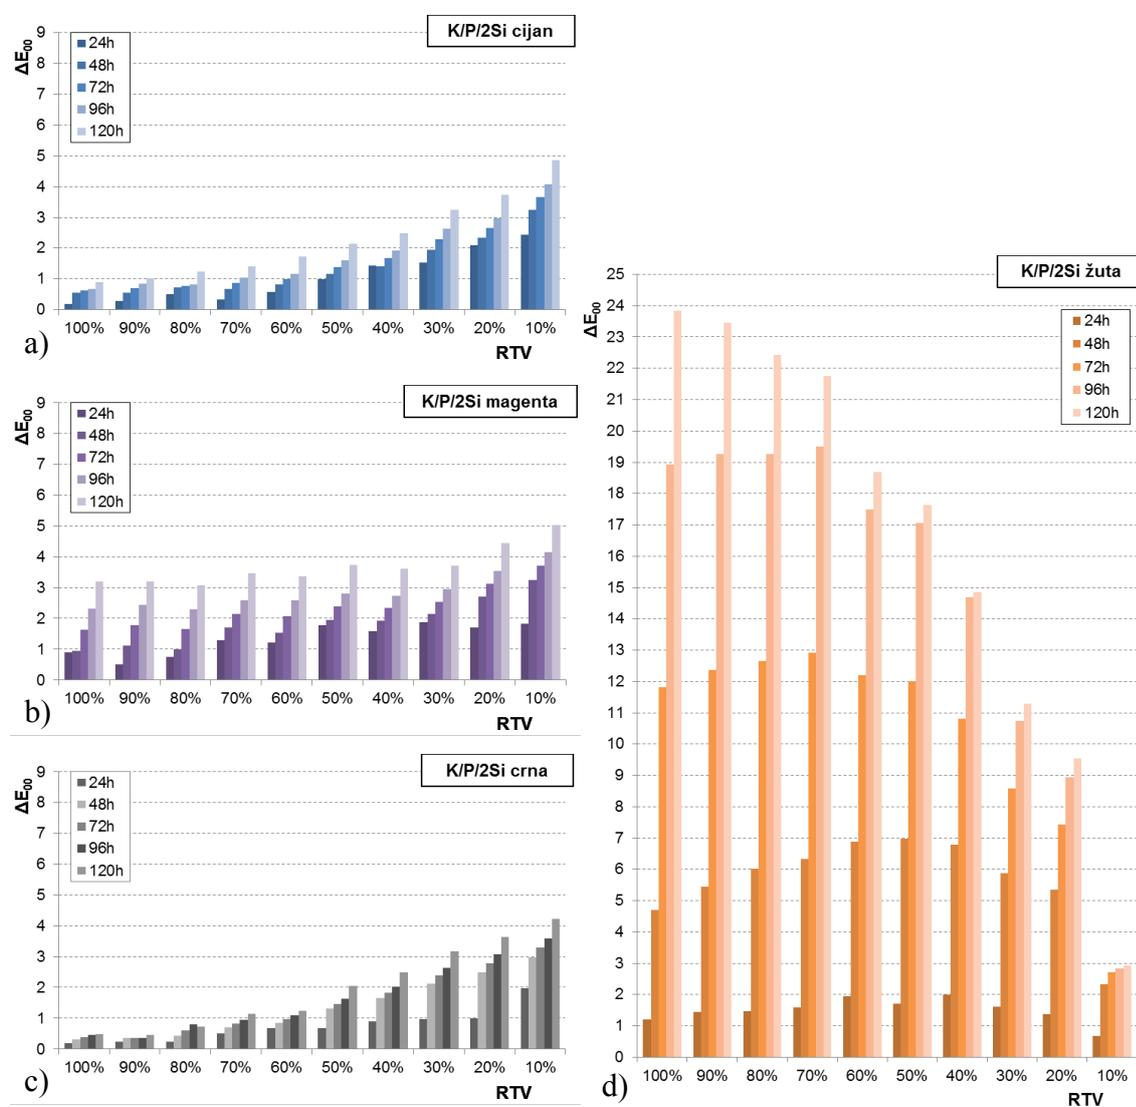 K/P/2Si cijan
ΔE00
9
8
7
6
5
4
3
2
1
0
24h
48h
72h
96h
120h
100% 90% 80% 70% 60% 50% 40% 30% 20% 10%
RTV
a)
K/P/2Si magenta
ΔE00
9
8
7
6
5
4
3
2
1
0
24h
48h
72h
96h
120h
100% 90% 80% 70% 60% 50% 40% 30% 20% 10%
RTV
b)
K/P/2Si crna
ΔE00
9
8
7
6
5
4
3
2
1
0
24h
48h
72h
96h
120h
100% 90% 80% 70% 60% 50% 40% 30% 20% 10%
RTV
c)
K/P/2Si žuta
ΔE00
25
24
23
22
21
20
19
18
17
16
15
14
13
12
11
10
9
8
7
6
5
4
3
2
1
0
24h
48h
72h
96h
120h
100% 90% 80% 70% 60% 50% 40% 30% 20% 10%
RTV
d)